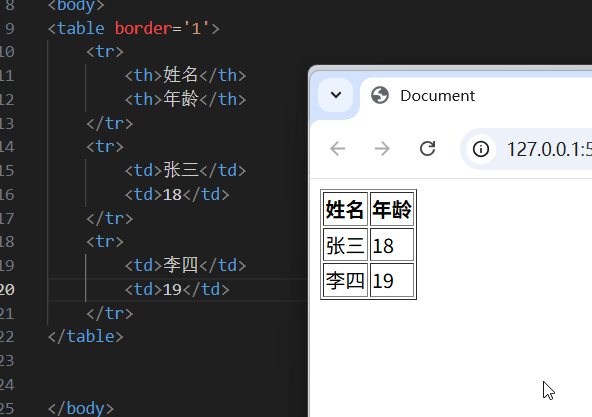 8 <body>
9 <table border='1'>
10 <tr>
11 <th>姓名</th>
12 <th>年龄</th>
13 </tr>
14 <tr>
15 <td>张三</td>
16 <td>18</td>
17 </tr>
18 <tr>
19 <td>李四</td>
20 <td>19</td>
21 </tr>
22 </table>
23
24
25 </body>
Document
127.0.0.1:5
姓名 年龄
张三 18
李四 19